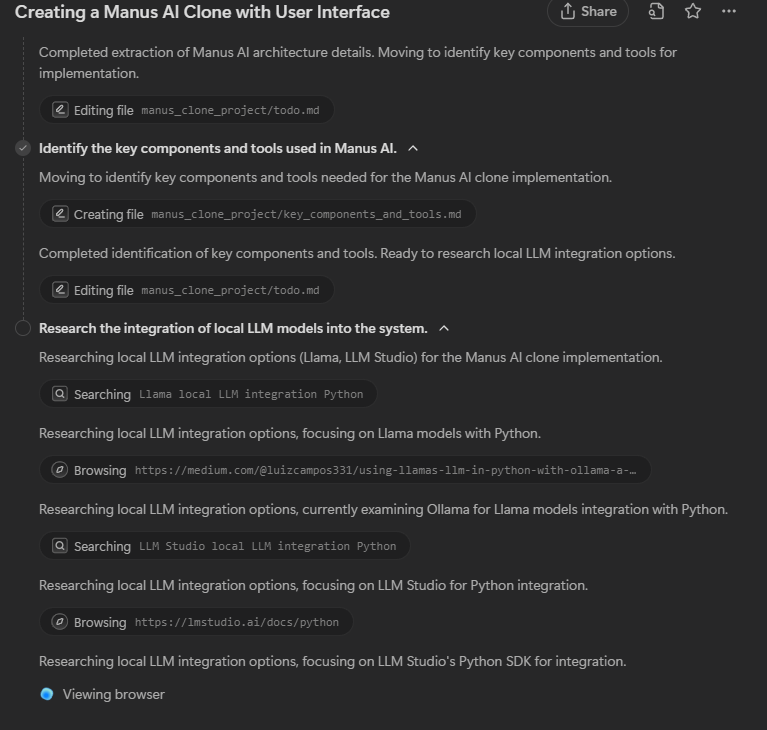 Creating a Manus AI Clone with User Interface
Share
Completed extraction of Manus AI architecture details. Moving to identify key components and tools for
implementation.
Editing file manus_clone_project/todo.md
Identify the key components and tools used in Manus AI.
Moving to identify key components and tools needed for the Manus AI clone implementation.
Creating file manus_clone_project/key_components_and_tools.md
Completed identification of key components and tools. Ready to research local LLM integration options.
Editing file manus_clone_project/todo.md
Research the integration of local LLM models into the system.
Researching local LLM integration options (Llama, LLM Studio) for the Manus AI clone implementation.
Searching Llama local LLM integration Python
Researching local LLM integration options, focusing on Llama models with Python.
Browsing https://medium.com/@luizcampos331/using-llamas-llm-in-python-with-ollama-a-…
Researching local LLM integration options, currently examining Ollama for Llama models integration with Python.
Searching LLM Studio local LLM integration Python
Researching local LLM integration options, focusing on LLM Studio for Python integration.
Browsing https://lmstudio.ai/docs/python
Researching local LLM integration options, focusing on LLM Studio's Python SDK for integration.
Viewing browser